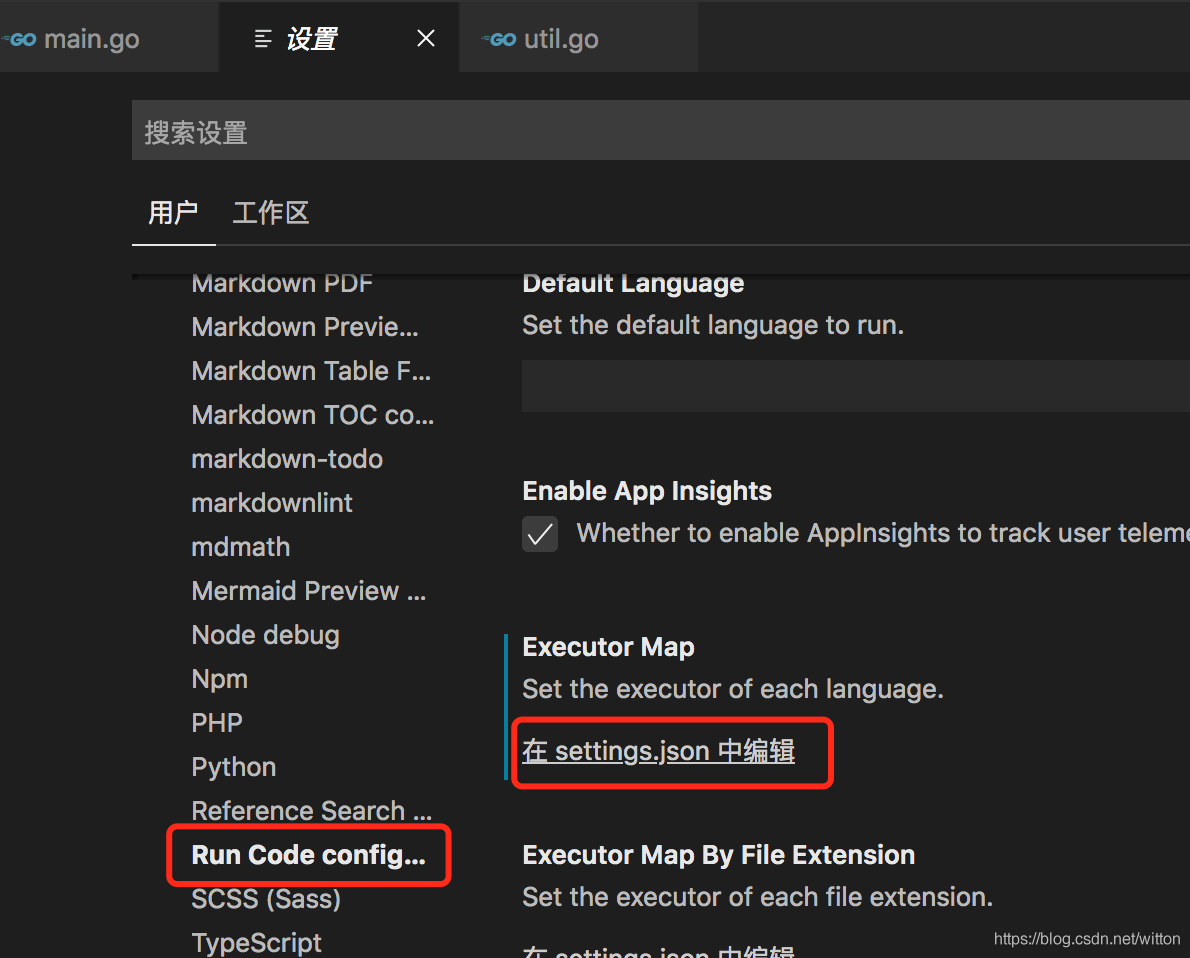 GO main.go
设置
GO util.go
搜索设置
用户 工作区
Markdown PDF
Markdown Previe...
Markdown Table F...
Markdown TOC co...
markdown-todo
markdownlint
mdmath
Mermaid Preview ...
Node debug
Npm
PHP
Python
Reference Search ...
Run Code config...
SCSS (Sass)
TypeScript
Default Language
Set the default language to run.
Enable App Insights
Whether to enable AppInsights to track user teleme
Executor Map
Set the executor of each language.
在 settings.json 中编辑
Executor Map By File Extension
Set the executor of each file extension.
在 settings.json 中编辑
https://blog.csdn.net/witton